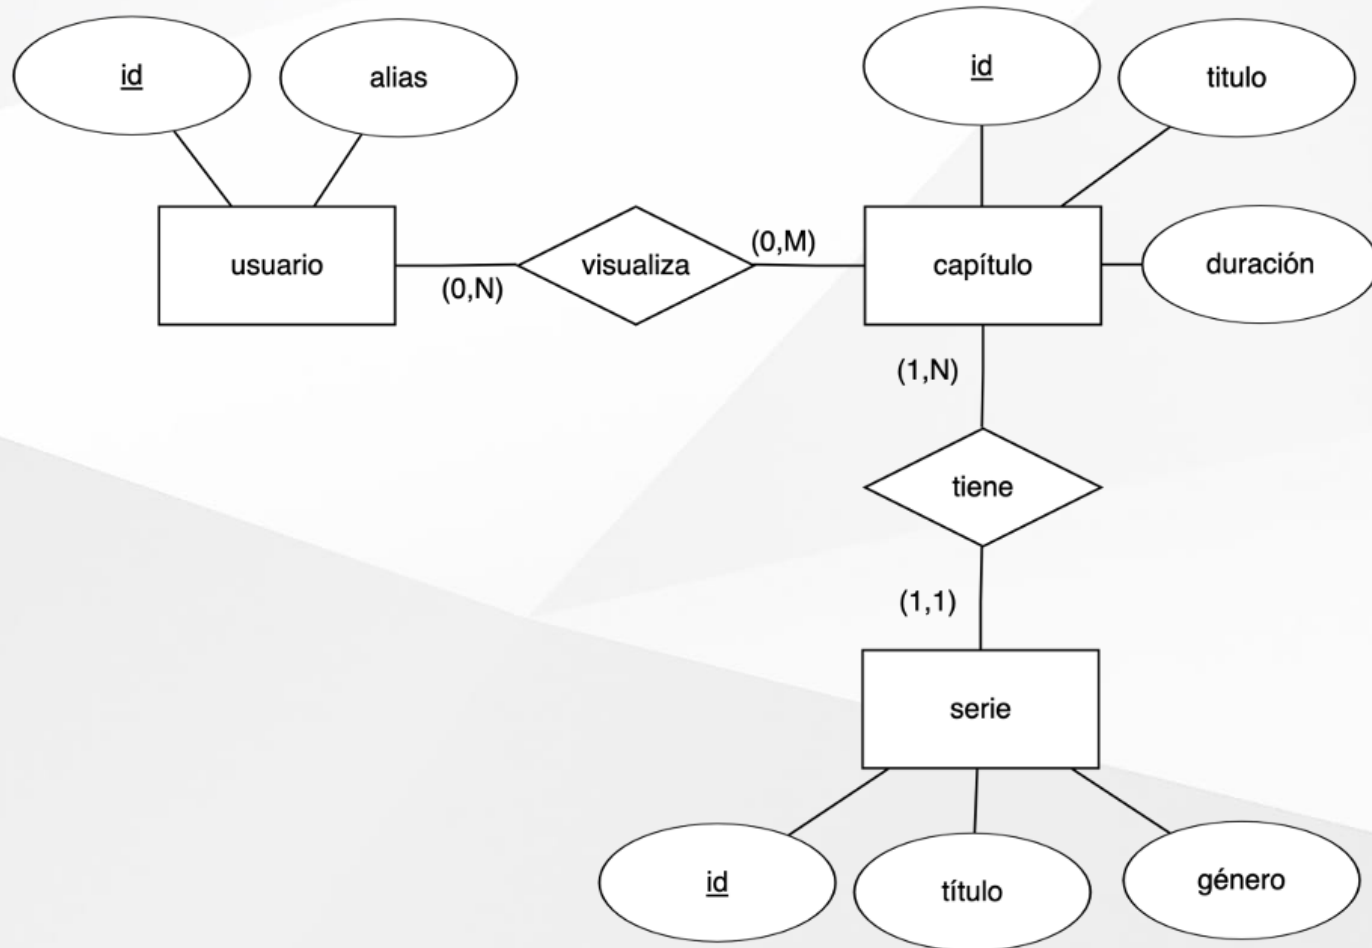 id
alias
id
titulo
usuario
(0,N)
visualiza
(0,M)
capítulo
duración
(1,N)
tiene
(1,1)
serie
id
título
género